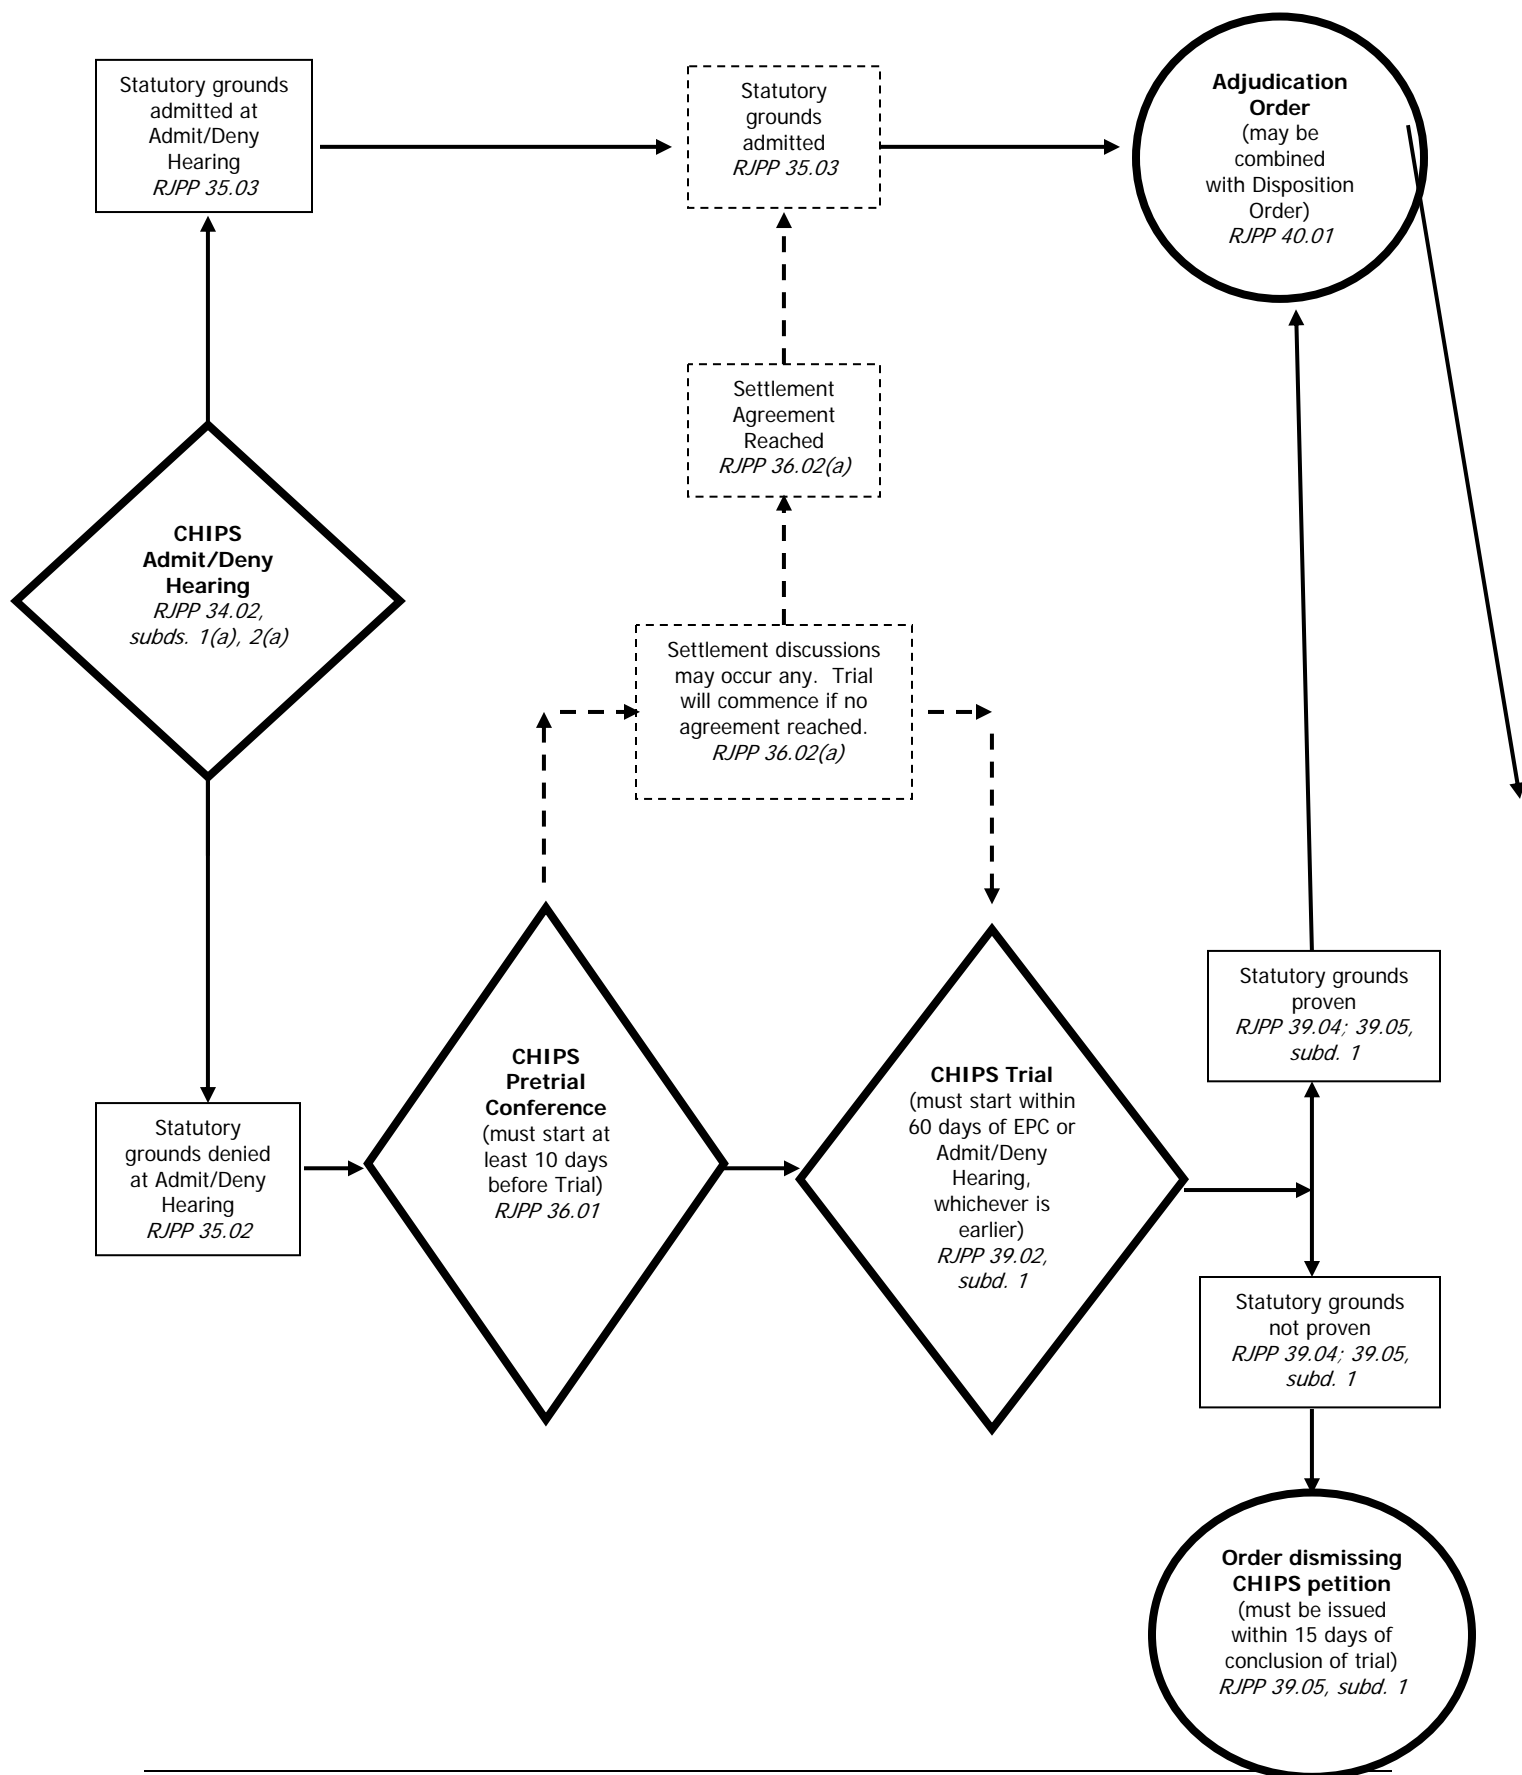 Statutory grounds
admitted at
Admit/Deny
Hearing
RJPP 35.03
Statutory
grounds
admitted
RJPP 35.03
Adjudication
Order
(may be
combined
with Disposition
Order)
RJPP 40.01
Settlement
Agreement
Reached
RJPP 36.02(a)
CHIPS
Admit/Deny
Hearing
RJPP 34.02,
subds. 1(a), 2(a)
Settlement discussions
may occur any.  Trial
will commence if no
agreement reached.
RJPP 36.02(a)
Statutory
grounds denied
at Admit/Deny
Hearing
RJPP 35.02
CHIPS
Pretrial
Conference
(must start at
least 10 days
before Trial)
RJPP 36.01
CHIPS Trial
(must start within
60 days of EPC or
Admit/Deny
Hearing,
whichever is
earlier)
RJPP 39.02,
subd. 1
Statutory grounds
proven
RJPP 39.04; 39.05,
subd. 1
Statutory grounds
not proven
RJPP 39.04; 39.05,
subd. 1
Order dismissing
CHIPS petition
(must be issued
within 15 days of
conclusion of trial)
RJPP 39.05, subd. 1